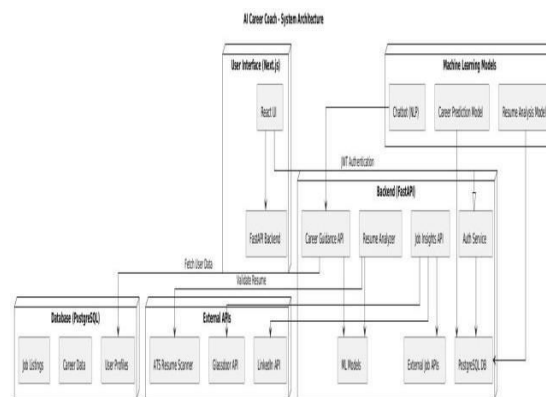 AI Career Coach - System Architecture
User Interface (Next.js)
Machine Learning Models
React UI
Chatbot (NLP)
Career Prediction Model
Resume Analysis Model
JWT Authentication
Backend (FastAPI)
FastAPI Backend
Career Guidance API
Resume Analyzer
Job Insights API
Auth Service
Fetch User Data
Validate Resume
Database (PostgreSQL)
External APIs
Job Listings
Career Data
User Profiles
ATS Resume Scanner
Glassdoor API
LinkedIn API
ML Models
External Job APIs
PostgreSQL DB